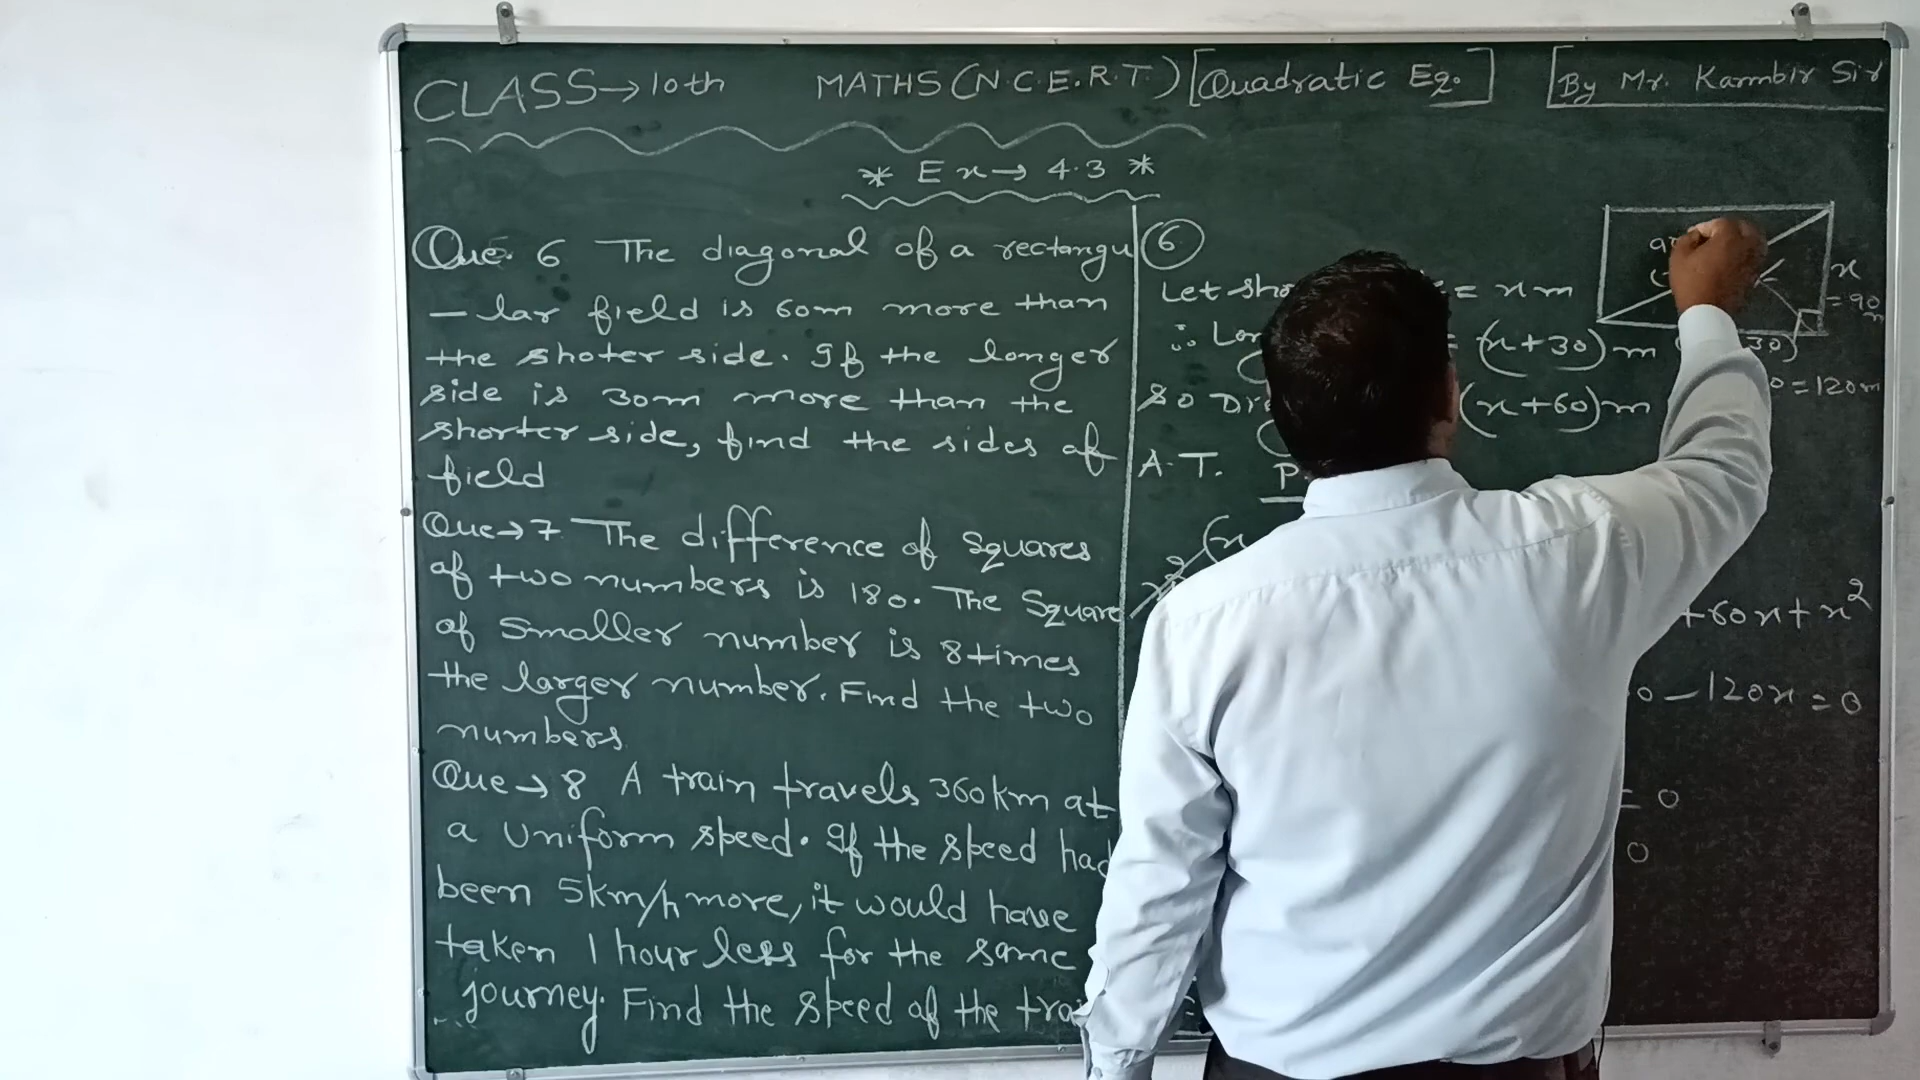 CLASS→10th MATHS (N.C.E.R.T.) [Quadratic Eq.] [By Mr. Karmbir Sir
* Ex→ 4.3 *
Que. 6 The diagonal of a rectangu
- lar field is 60m more than
the shoter side. If the longer
side is 30m more than the
shorter side, find the sides of
field
Que→7 The difference of Squares
of two numbers is 180. The Square
of smaller number is 8 times
the larger number. Find the two
numbers.
Que→8 A train travels 360km at
a Uniform speed. If the speed had
been 5km/h more, it would have
taken 1 hour less for the same
journey. Find the speed of the
6
Let = x m
∴ = (x+30) m
So (x+60) m
A.T. P.
x²
+60x+x²
0 - 120x = 0
= 0
0
x
= 90
m
30)
= 120m